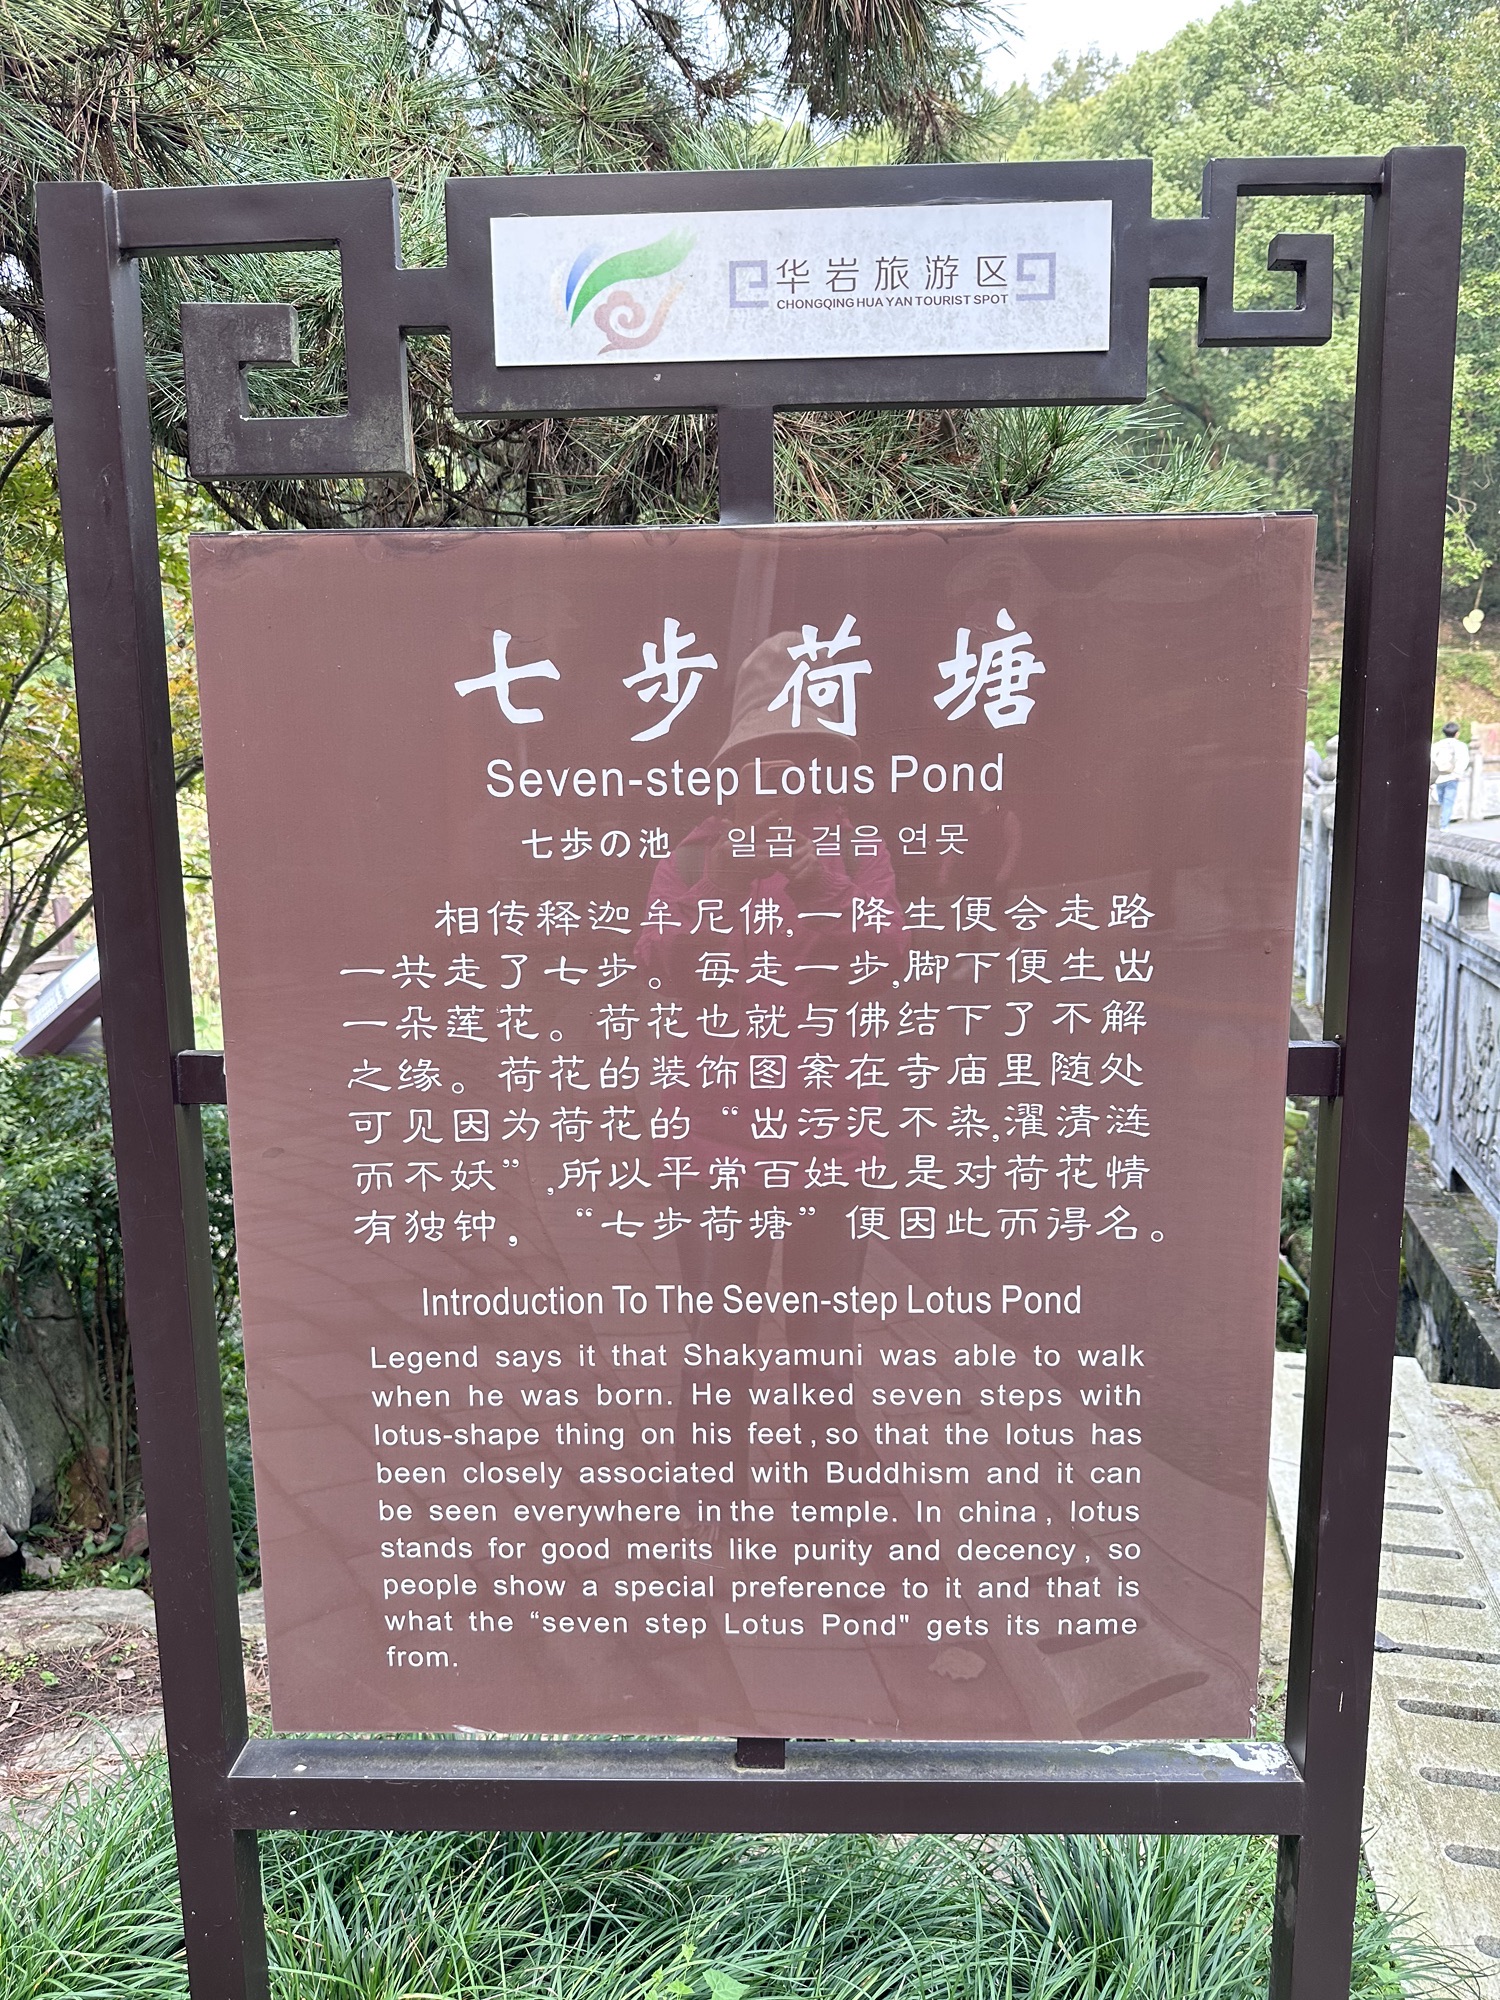 华岩旅游区
CHONGQING HUA YAN TOURIST SPOT
七步荷塘
Seven-step Lotus Pond
七歩の池 일곱 걸음 연못
相传释迦牟尼佛,一降生便会走路
一共走了七步。每走一步,脚下便生出
一朵莲花。荷花也就与佛结下了不解
之缘。荷花的装饰图案在寺庙里随处
可见因为荷花的“出污泥不染,濯清涟
而不妖”,所以平常百姓也是对荷花情
有独钟，“七步荷塘”便因此而得名。
Introduction To The Seven-step Lotus Pond
Legend says it that Shakyamuni was able to walk
when he was born. He walked seven steps with
lotus-shape thing on his feet , so that the lotus has
been closely associated with Buddhism and it can
be seen everywhere in the temple. In china , lotus
stands for good merits like purity and decency , so
people show a special preference to it and that is
what the “seven step Lotus Pond" gets its name
from.